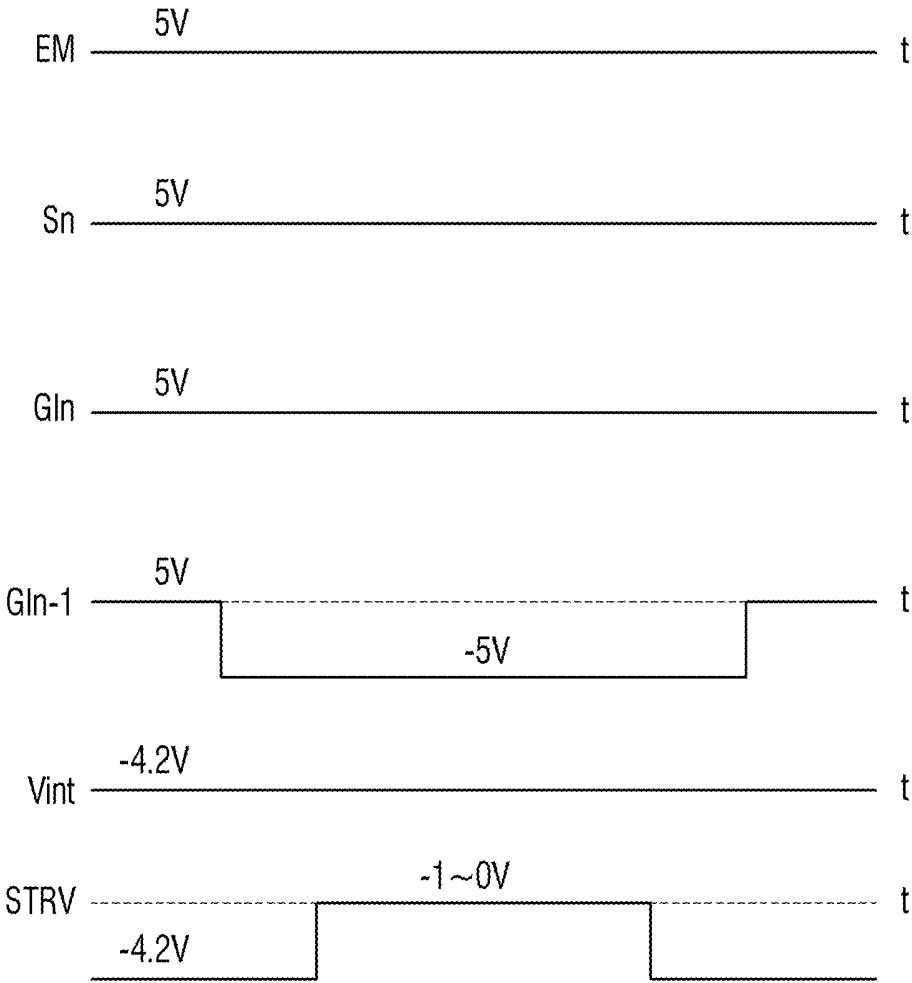 5V
EM t
5V
Sn t
5V
GIn t
5V
GIn-1 t
-5V
-4.2V
Vint t
-1~0V
STRV t
-4.2V